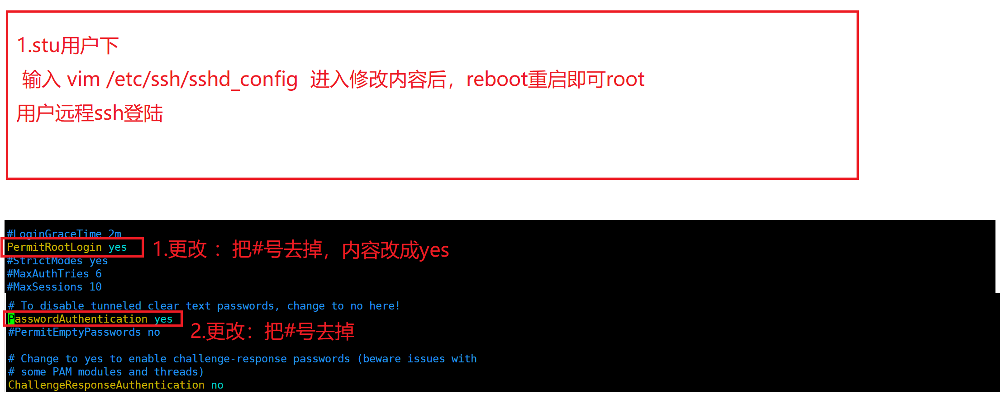 1.stu用户下
输入 vim /etc/ssh/sshd_config 进入修改内容后，reboot重启即可root
用户远程ssh登陆
#LoginGraceTime 2m
PermitRootLogin yes
1.更改 ：把#号去掉，内容改成yes
#StrictModes yes
#MaxAuthTries 6
#MaxSessions 10
# To disable tunneled clear text passwords, change to no here!
PasswordAuthentication yes
2.更改：把#号去掉
#PermitEmptyPasswords no
# Change to yes to enable challenge-response passwords (beware issues with
# some PAM modules and threads)
ChallengeResponseAuthentication no